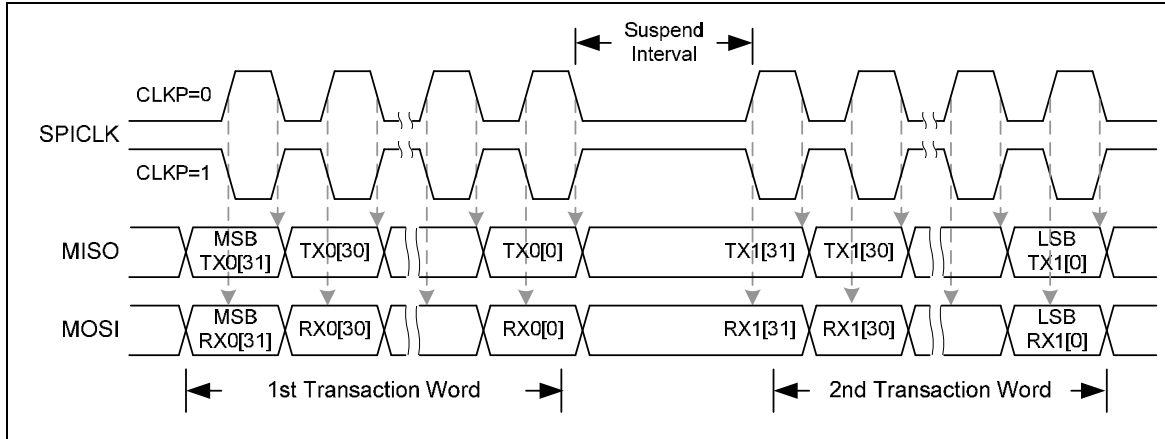 Suspend
Interval
CLKP=0
SPICLK
CLKP=1
MISO
MSB
TX0[31]
TX0[30]
TX0[0]
TX1[31]
TX1[30]
LSB
TX1[0]
MOSI
MSB
RX0[31]
RX0[30]
RX0[0]
RX1[31]
RX1[30]
LSB
RX1[0]
1st Transaction Word
2nd Transaction Word